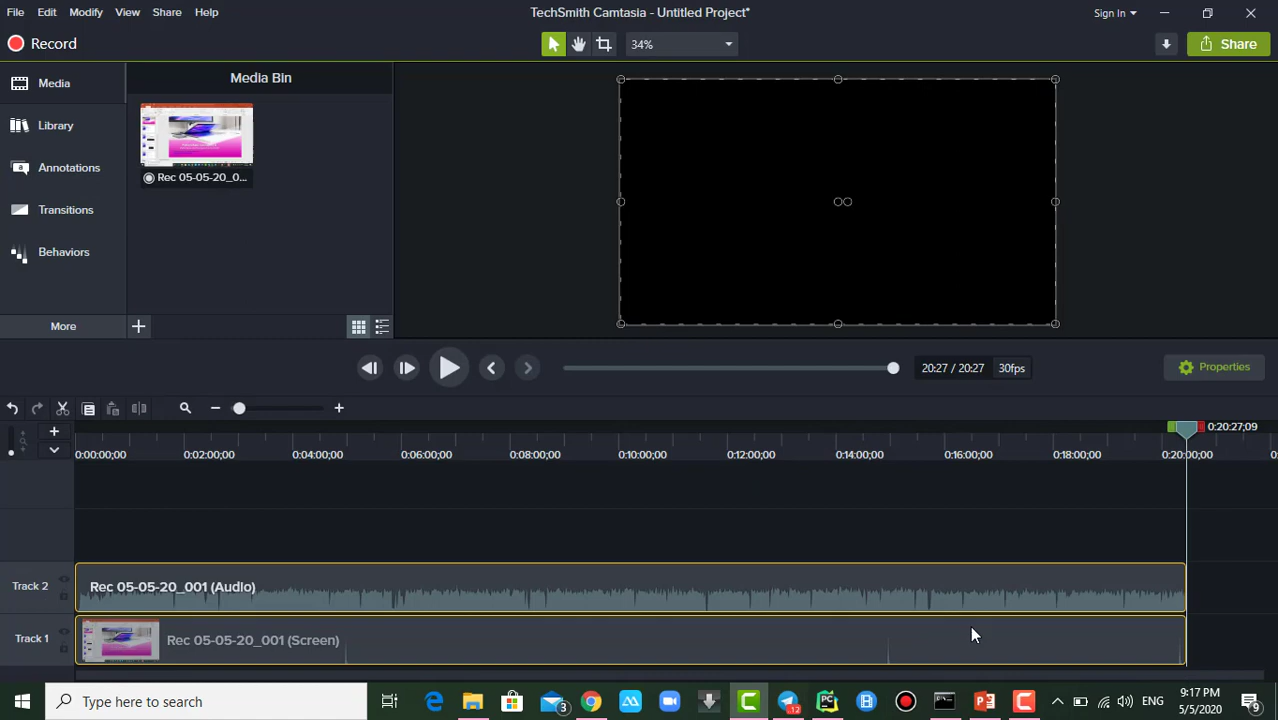 File Edit Modify View Share Help
TechSmith Camtasia - Untitled Project*
Sign In
Record
34%
Share
Media
Library
Annotations
Transitions
Behaviors
More
Media Bin
Rec 05-05-20_0...
20:27 / 20:27 30fps
Properties
0:20:27;09
0:00:00;00 0:02:00;00 0:04:00;00 0:06:00;00 0:08:00;00 0:10:00;00 0:12:00;00 0:14:00;00 0:16:00;00 0:18:00;00 0:20:00;00
Track 2
Rec 05-05-20_001 (Audio)
Track 1
Rec 05-05-20_001 (Screen)
Type here to search
3
12
PC
ENG
9:17 PM
5/5/2020
9